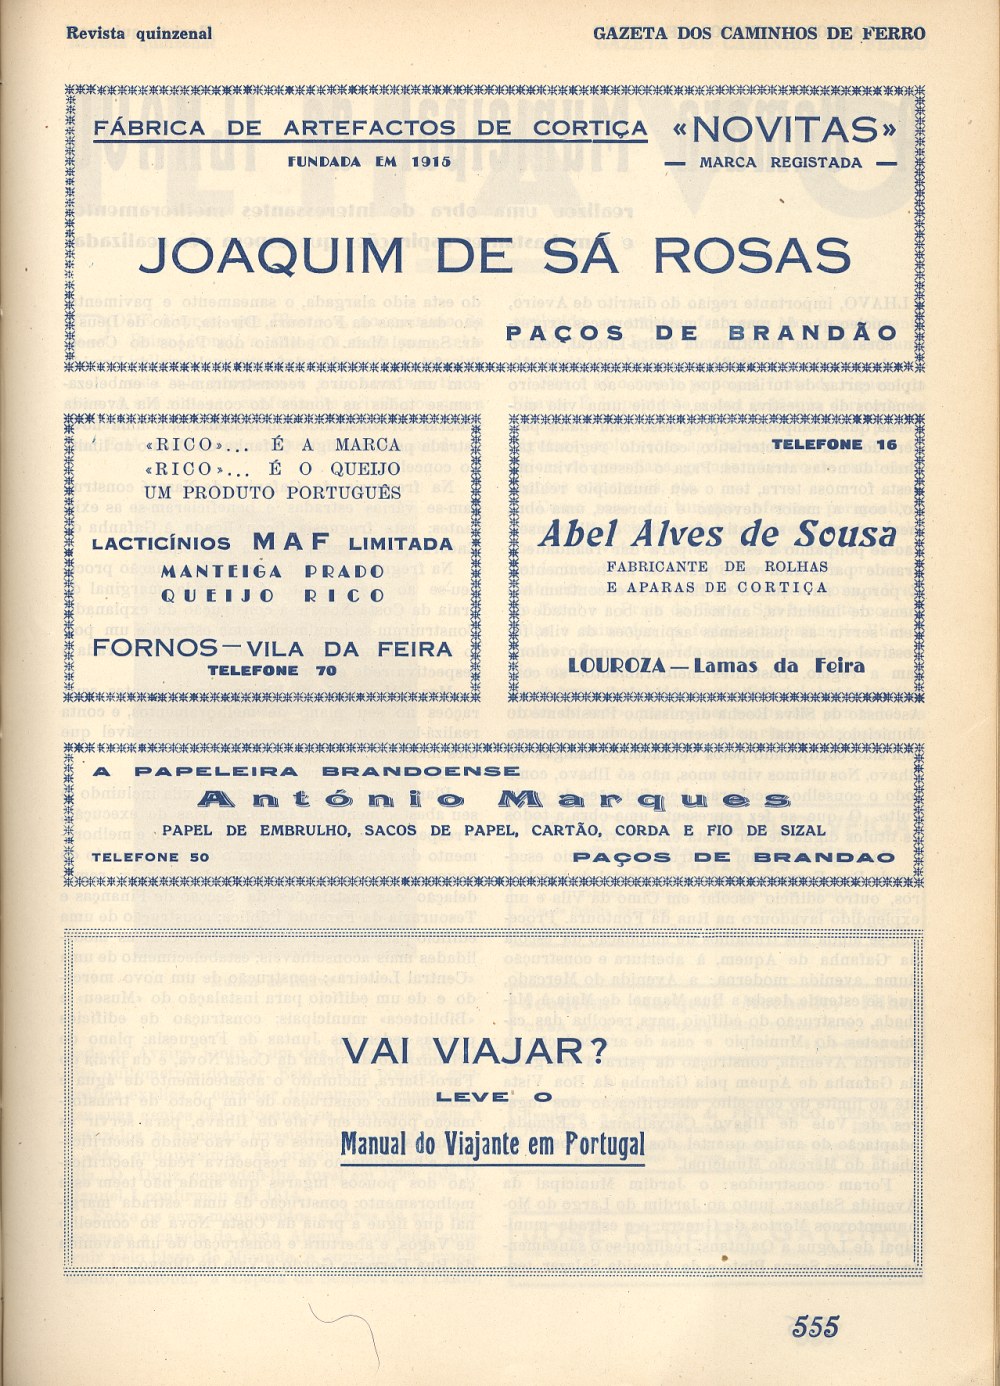 Revista quinzenal GAZETA DOS CAMINHOS DE FERRO
FÁBRICA DE ARTEFACTOS DE CORTIÇA «NOVITAS»
FUNDADA EM 1915 — MARCA REGISTADA —
JOAQUIM DE SÁ ROSAS
PAÇOS DE BRANDÃO
«RICO»... É A MARCA
«RICO»... É O QUEIJO
UM PRODUTO PORTUGUÊS
LACTICÍNIOS MAF LIMITADA
MANTEIGA PRADO
QUEIJO RICO
FORNOS — VILA DA FEIRA
TELEFONE 70
TELEFONE 16
Abel Alves de Sousa
FABRICANTE DE ROLHAS
E APARAS DE CORTIÇA
LOUROZA — Lamas da Feira
A PAPELEIRA BRANDOENSE
António Marques
PAPEL DE EMBRULHO, SACOS DE PAPEL, CARTÃO, CORDA E FIO DE SIZAL
TELEFONE 50 PAÇOS DE BRANDAO
VAI VIAJAR?
LEVE O
Manual do Viajante em Portugal
555